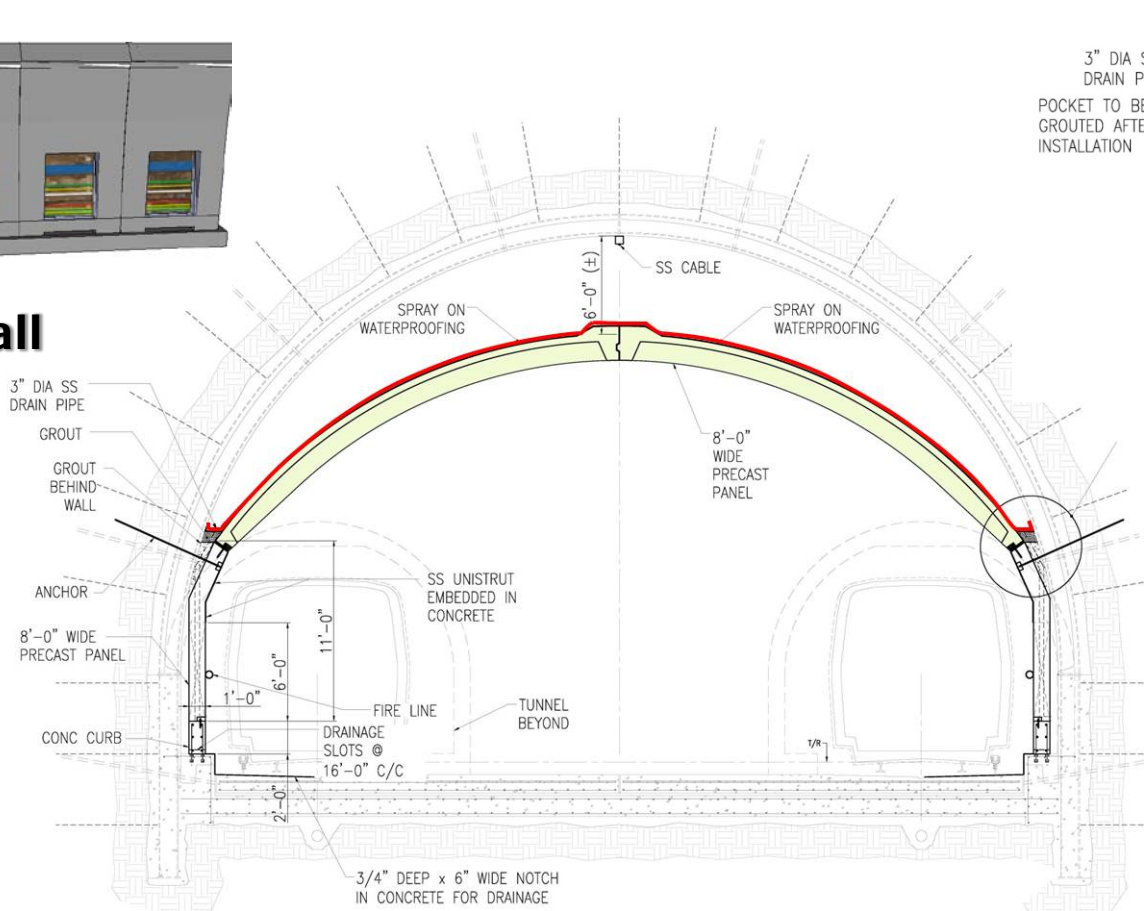 3" DIA
DRAIN
POCKET TO BE
GROUTED
INSTALLATION
6'-0" (±)
SS CABLE
SPRAY ON
WATERPROOFING
SPRAY ON
WATERPROOFING
all
3" DIA SS
DRAIN PIPE
GROUT
GROUT
BEHIND
WALL
8'-0"
WIDE
PRECAST
PANEL
ANCHOR
SS UNISTRUT
EMBEDDED IN
CONCRETE
11'-0"
8'-0" WIDE
PRECAST PANEL
6'-0"
1'-0"
FIRE LINE
TUNNEL
BEYOND
CONC CURB
DRAINAGE
SLOTS @
16'-0" C/C
T/R
2'-0"
3/4" DEEP x 6" WIDE NOTCH
IN CONCRETE FOR DRAINAGE